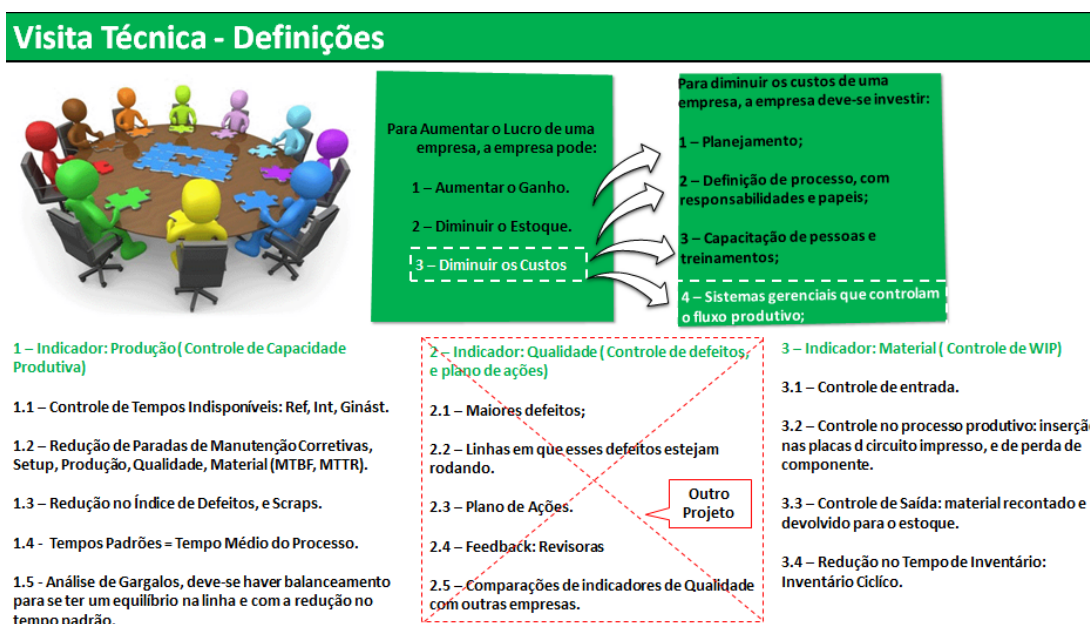 Visita Técnica - Definições
Para Aumentar o Lucro de uma
empresa, a empresa pode:
1 – Aumentar o Ganho.
2 – Diminuir o Estoque.
3 – Diminuir os Custos
Para diminuir os custos de uma
empresa, a empresa deve-se investir:
1 – Planejamento;
2 – Definição de processo, com
responsabilidades e papeis;
3 – Capacitação de pessoas e
treinamentos;
4 – Sistemas gerenciais que controlam
o fluxo produtivo;
1 – Indicador: Produção ( Controle de Capacidade
Produtiva)
1.1 – Controle de Tempos Indisponíveis: Ref, Int, Ginást.
1.2 – Redução de Paradas de Manutenção Corretivas,
Setup, Produção, Qualidade, Material (MTBF, MTTR).
1.3 – Redução no Índice de Defeitos, e Scraps.
1.4 - Tempos Padrões = Tempo Médio do Processo.
1.5 - Análise de Gargalos, deve-se haver balanceamento
para se ter um equilíbrio na linha e com a redução no
tempo padrão.
2 – Indicador: Qualidade ( Controle de defeitos,
e plano de ações)
2.1 – Maiores defeitos;
2.2 – Linhas em que esses defeitos estejam
rodando.
2.3 – Plano de Ações.
2.4 – Feedback: Revisoras
2.5 – Comparações de indicadores de Qualidade
com outras empresas.
Outro
Projeto
3 – Indicador: Material ( Controle de WIP)
3.1 – Controle de entrada.
3.2 – Controle no processo produtivo: inserção
nas placas d circuito impresso, e de perda de
componente.
3.3 – Controle de Saída: material recontado e
devolvido para o estoque.
3.4 – Redução no Tempo de Inventário:
Inventário Ciclíco.